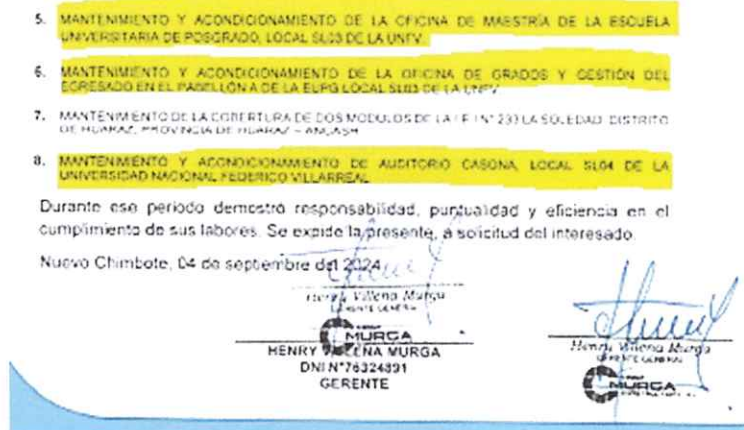 5. MANTENIMIENTO Y ACONDICIONAMIENTO DE LA OFICINA DE MAESTRÍA DE LA ESCUELA
UNIVERSITARIA DE POSGRADO, LOCAL SL03 DE LA UNFV.
6. MANTENIMIENTO Y ACONDICIONAMIENTO DE LA OFICINA DE GRADOS Y GESTIÓN DEL
EGRESADO EN EL PABELLÓN A DE LA EUPG LOCAL SL03 DE LA UNFV
7. MANTENIMIENTO DE LA COBERTURA DE DOS MODULOS DE LA I.E N° 233 LA SOLEDAD, DISTRITO
DE HUARAZ, PROVINCIA DE HUARAZ – ANCASH
8. MANTENIMIENTO Y ACONDICIONAMIENTO DE AUDITORIO CASONA, LOCAL SL04 DE LA
UNIVERSIDAD NACIONAL FEDERICO VILLARREAL
Durante ese periodo demostró responsabilidad, puntualidad y eficiencia en el
cumplimiento de sus labores. Se expide la presente, a solicitud del interesado.
Nuevo Chimbote, 04 de septiembre del 2024
Henry Villena Murga
GERENTE GENERAL
MURGA
HENRY VILLENA MURGA
DNI N°76324891
GERENTE
Henry Villena Murga
GERENTE GENERAL
MURGA